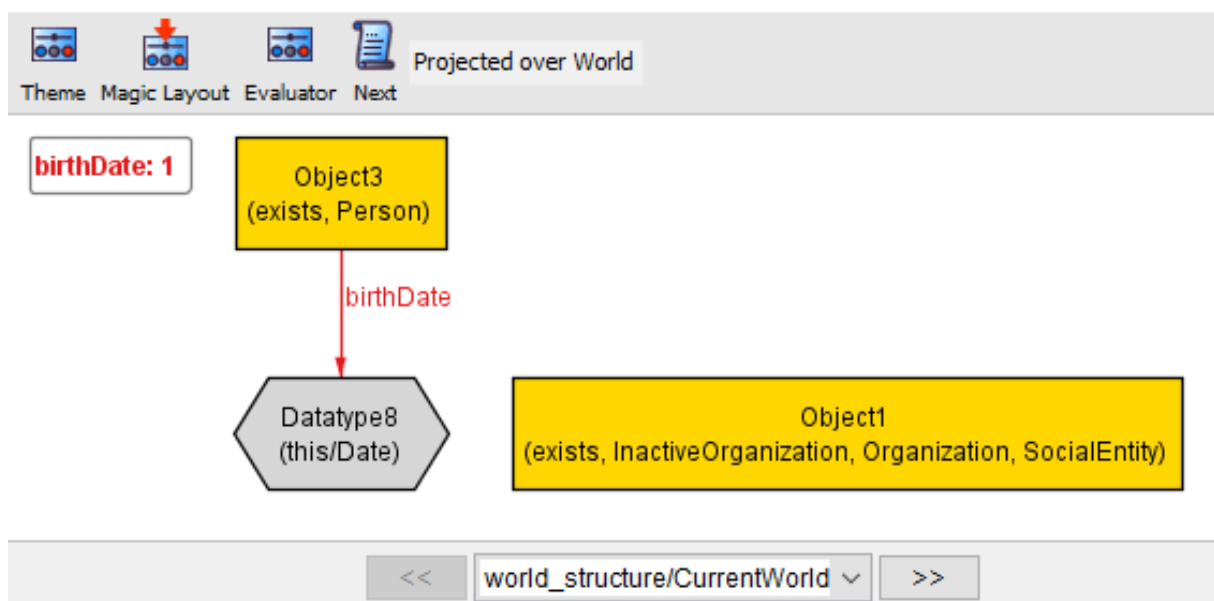 Theme Magic Layout Evaluator Next Projected over World
birthDate: 1
Object3
(exists, Person)
birthDate
Datatype8
(this/Date)
Object1
(exists, InactiveOrganization, Organization, SocialEntity)
<< world_structure/CurrentWorld >>